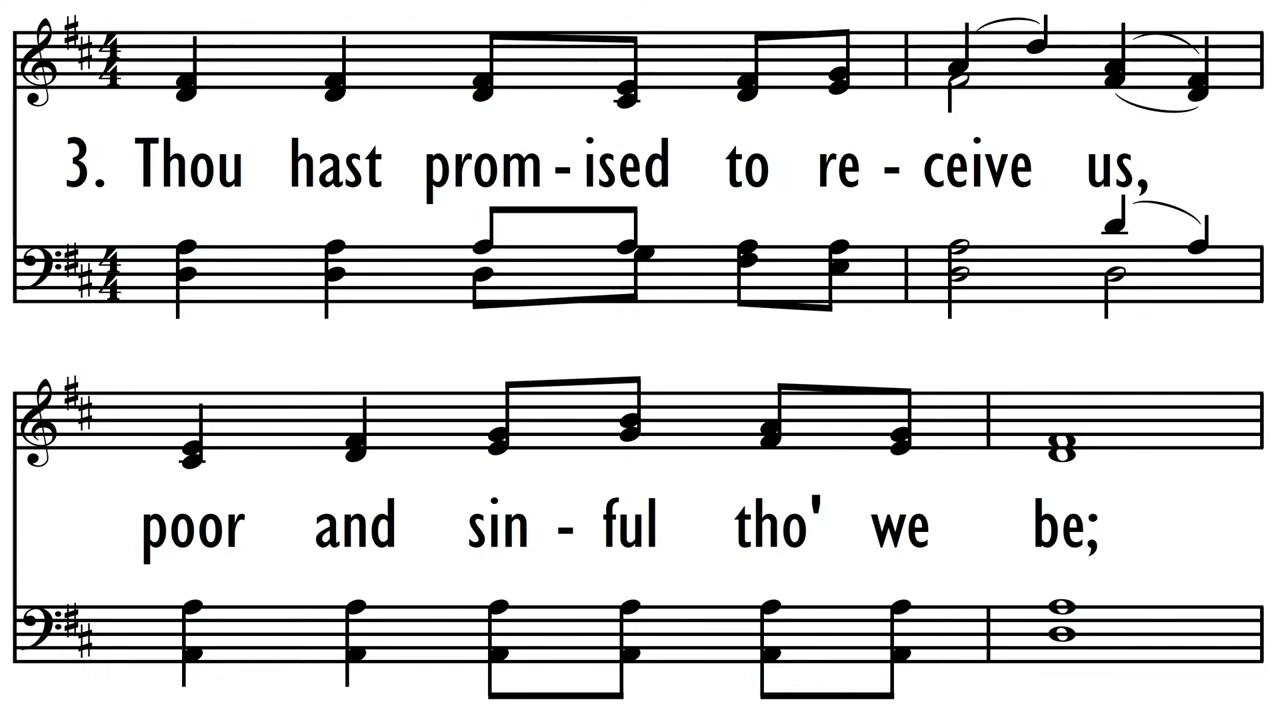 3. Thou hast prom - ised to re - ceive us,
poor and sin - ful tho' we be;